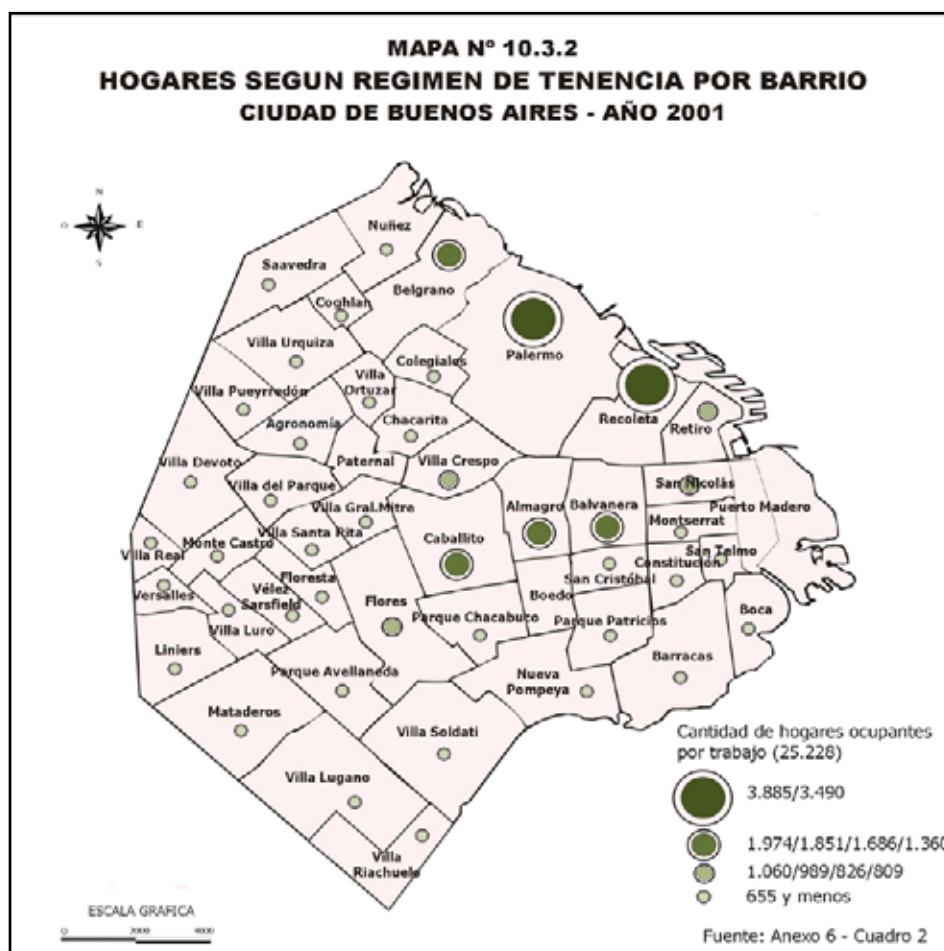 MAPA Nº 10.3.2
HOGARES SEGUN REGIMEN DE TENENCIA POR BARRIO
CIUDAD DE BUENOS AIRES - AÑO 2001
N
O E
S
Nuñez
Saavedra
Coghlan
Belgrano
Villa Urquiza
Colegiales
Palermo
Villa Pueyrredón
Villa
Ortuzar
Agronomía
Chacarita
Recoleta
Retiro
Villa Devoto
Paternal
Villa Crespo
Villa del Parque
Villa Gral.Mitre
Almagro
Balvanera
San Nicolás
Puerto Madero
Montserrat
Villa Real
Monte Castro
Villa Santa Rita
Caballito
San Telmo
Constitución
San Cristóbal
Versalles
Vélez
Sarsfield
Floresta
Flores
Boedo
Villa Luro
Parque Chacabuco
Parque Patricios
Boca
Liniers
Parque Avellaneda
Nueva
Pompeya
Barracas
Mataderos
Villa Soldati
Villa Lugano
Villa
Riachuelo
Cantidad de hogares ocupantes
por trabajo (25.228)
3.885/3.490
1.974/1.851/1.686/1.360
1.060/989/826/809
655 y menos
ESCALA GRAFICA
0 2000 4000
Fuente: Anexo 6 - Cuadro 2